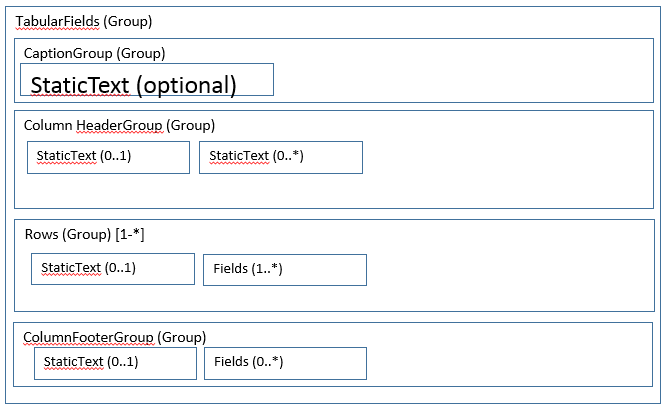 TabularFields (Group)
CaptionGroup (Group)
StaticText (optional)
Column HeaderGroup (Group)
StaticText (0..1)
StaticText (0..*)
Rows (Group) [1-*]
StaticText (0..1)
Fields (1..*)
ColumnFooterGroup (Group)
StaticText (0..1)
Fields (0..*)